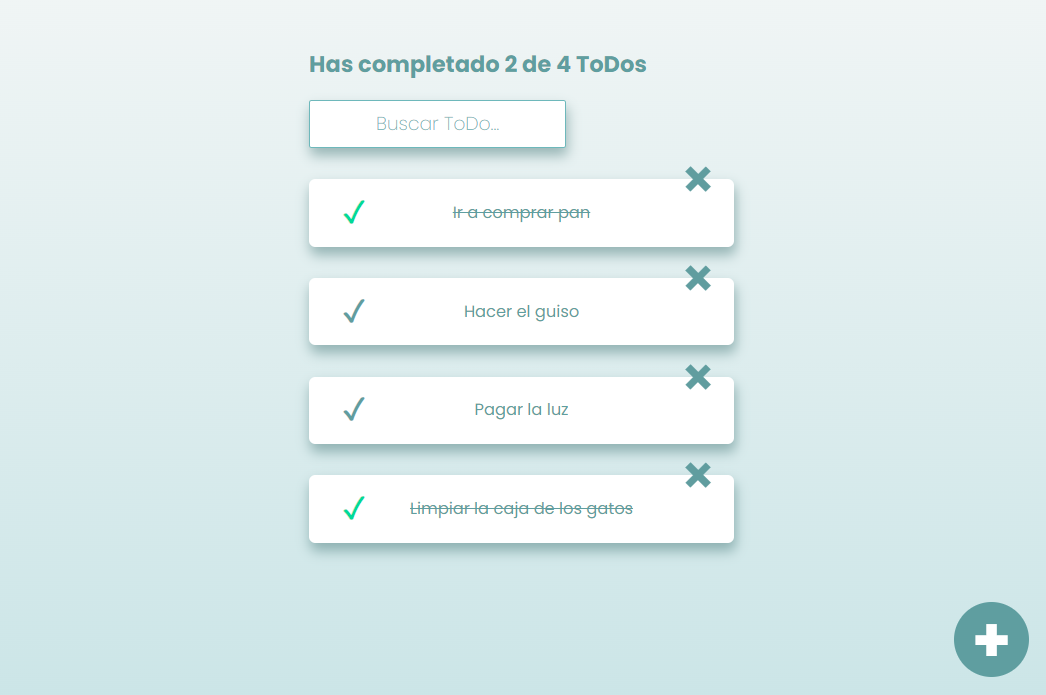 Has completado 2 de 4 ToDos
Buscar ToDo...
Ir a comprar pan
Hacer el guiso
Pagar la luz
Limpiar la caja de los gatos